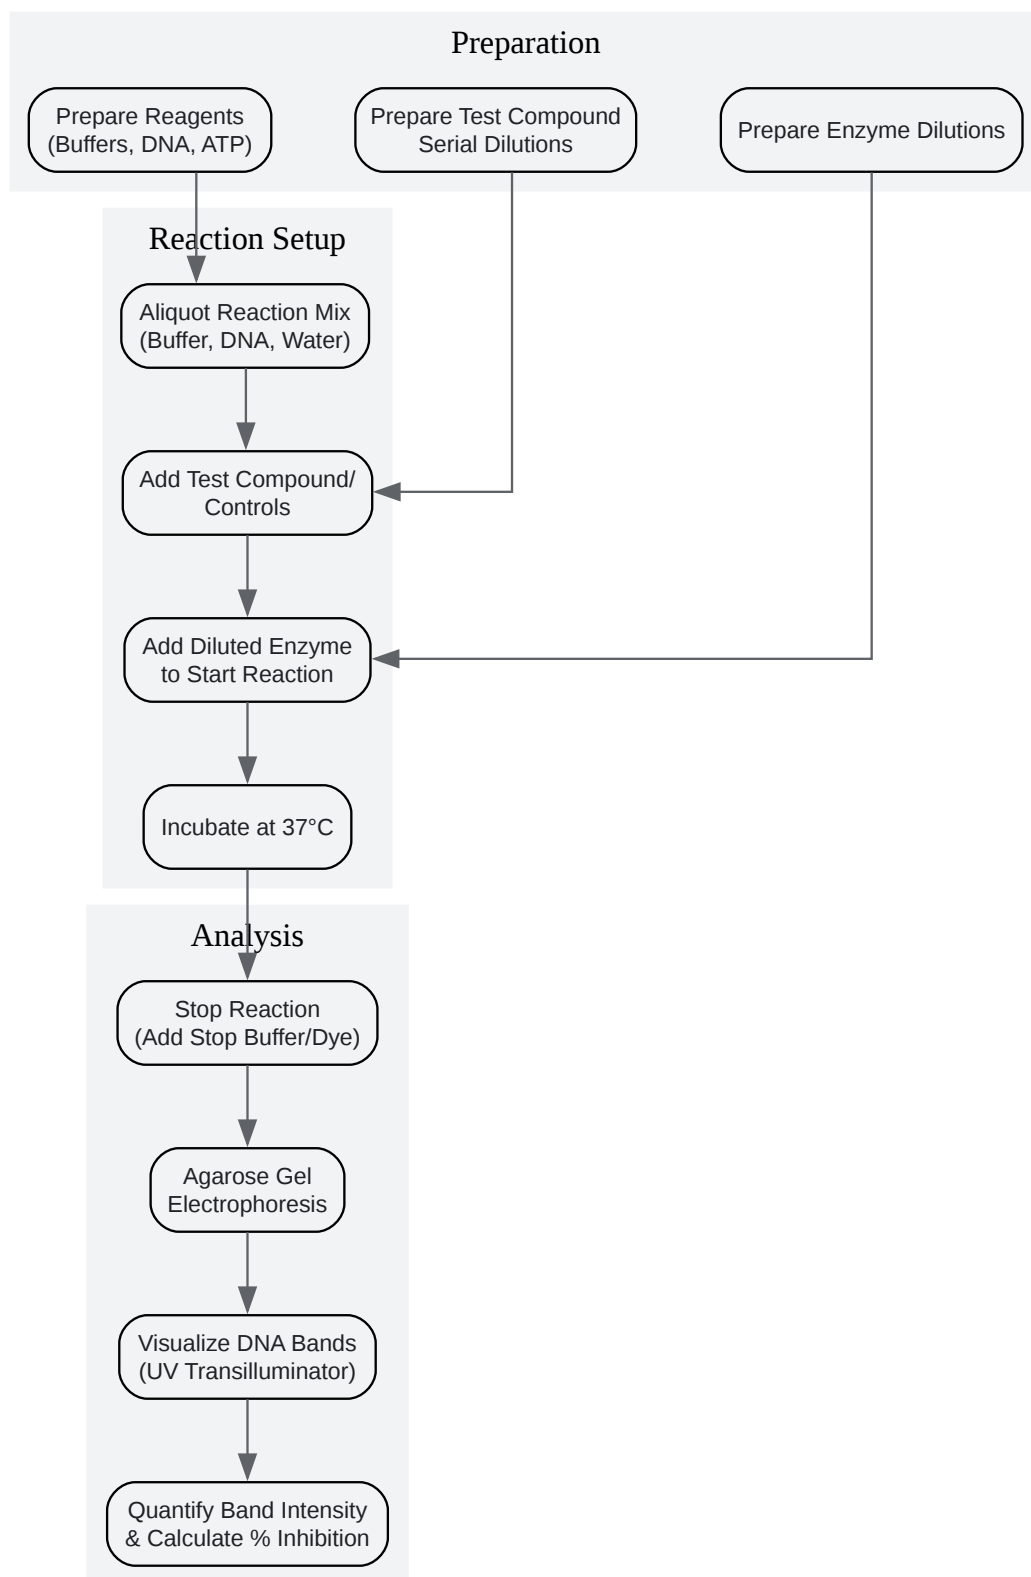 Preparation
Prepare Reagents
(Buffers, DNA, ATP)
Prepare Test Compound
Serial Dilutions
Prepare Enzyme Dilutions
Reaction Setup
Aliquot Reaction Mix
(Buffer, DNA, Water)
Add Test Compound/
Controls
Add Diluted Enzyme
to Start Reaction
Incubate at 37°C
Analysis
Stop Reaction
(Add Stop Buffer/Dye)
Agarose Gel
Electrophoresis
Visualize DNA Bands
(UV Transilluminator)
Quantify Band Intensity
& Calculate % Inhibition